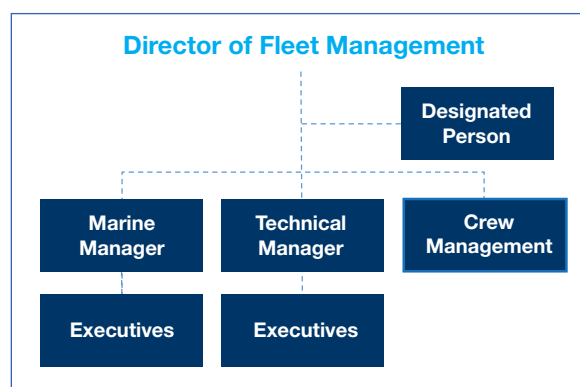 Director of Fleet Management
Designated
Person
Marine
Manager
Technical
Manager
Crew
Management
Executives
Executives